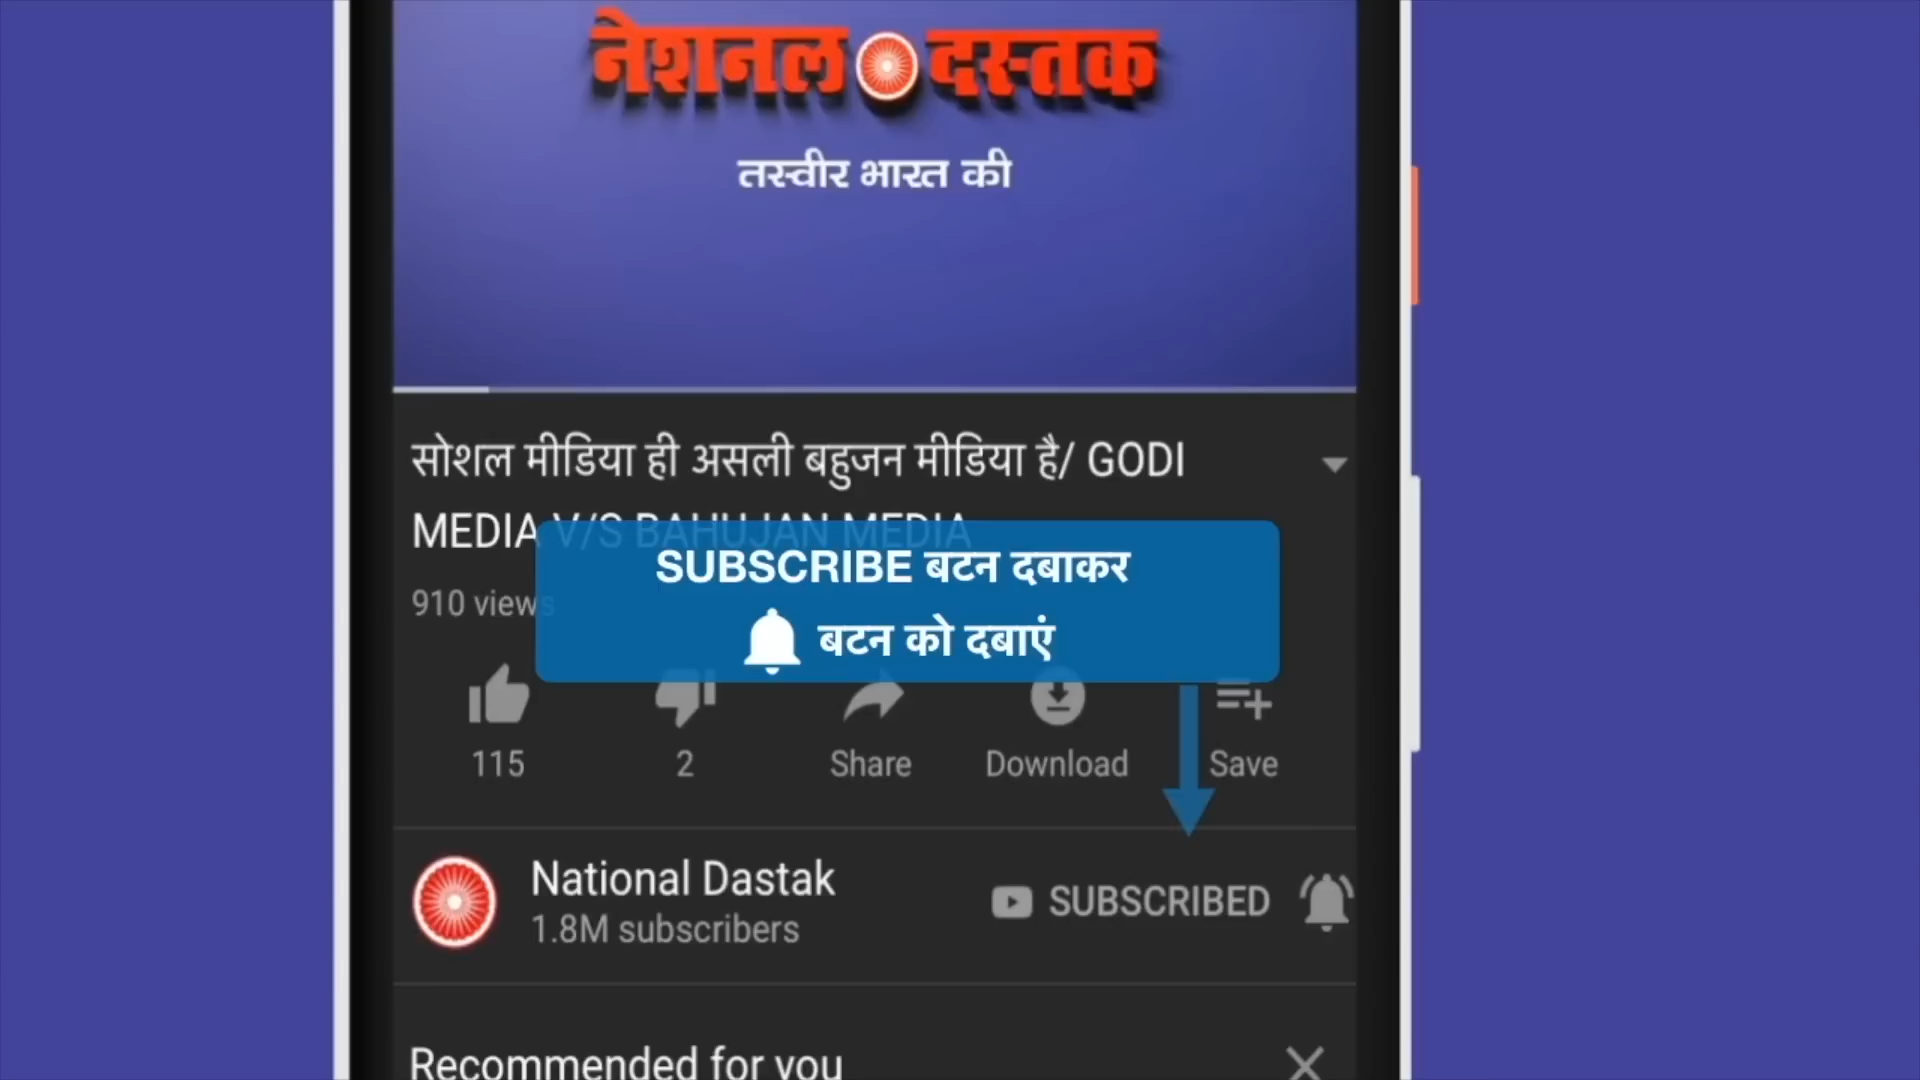 नेशनल दस्तक
तस्वीर भारत की
सोशल मीडिया ही असली बहुजन मीडिया है/ GODI
MEDIA V/S BAHUJAN MEDIA
910 views
SUBSCRIBE बटन दबाकर
बटन को दबाएं
115
2
Share
Download
Save
National Dastak
1.8M subscribers
SUBSCRIBED
Recommended for you